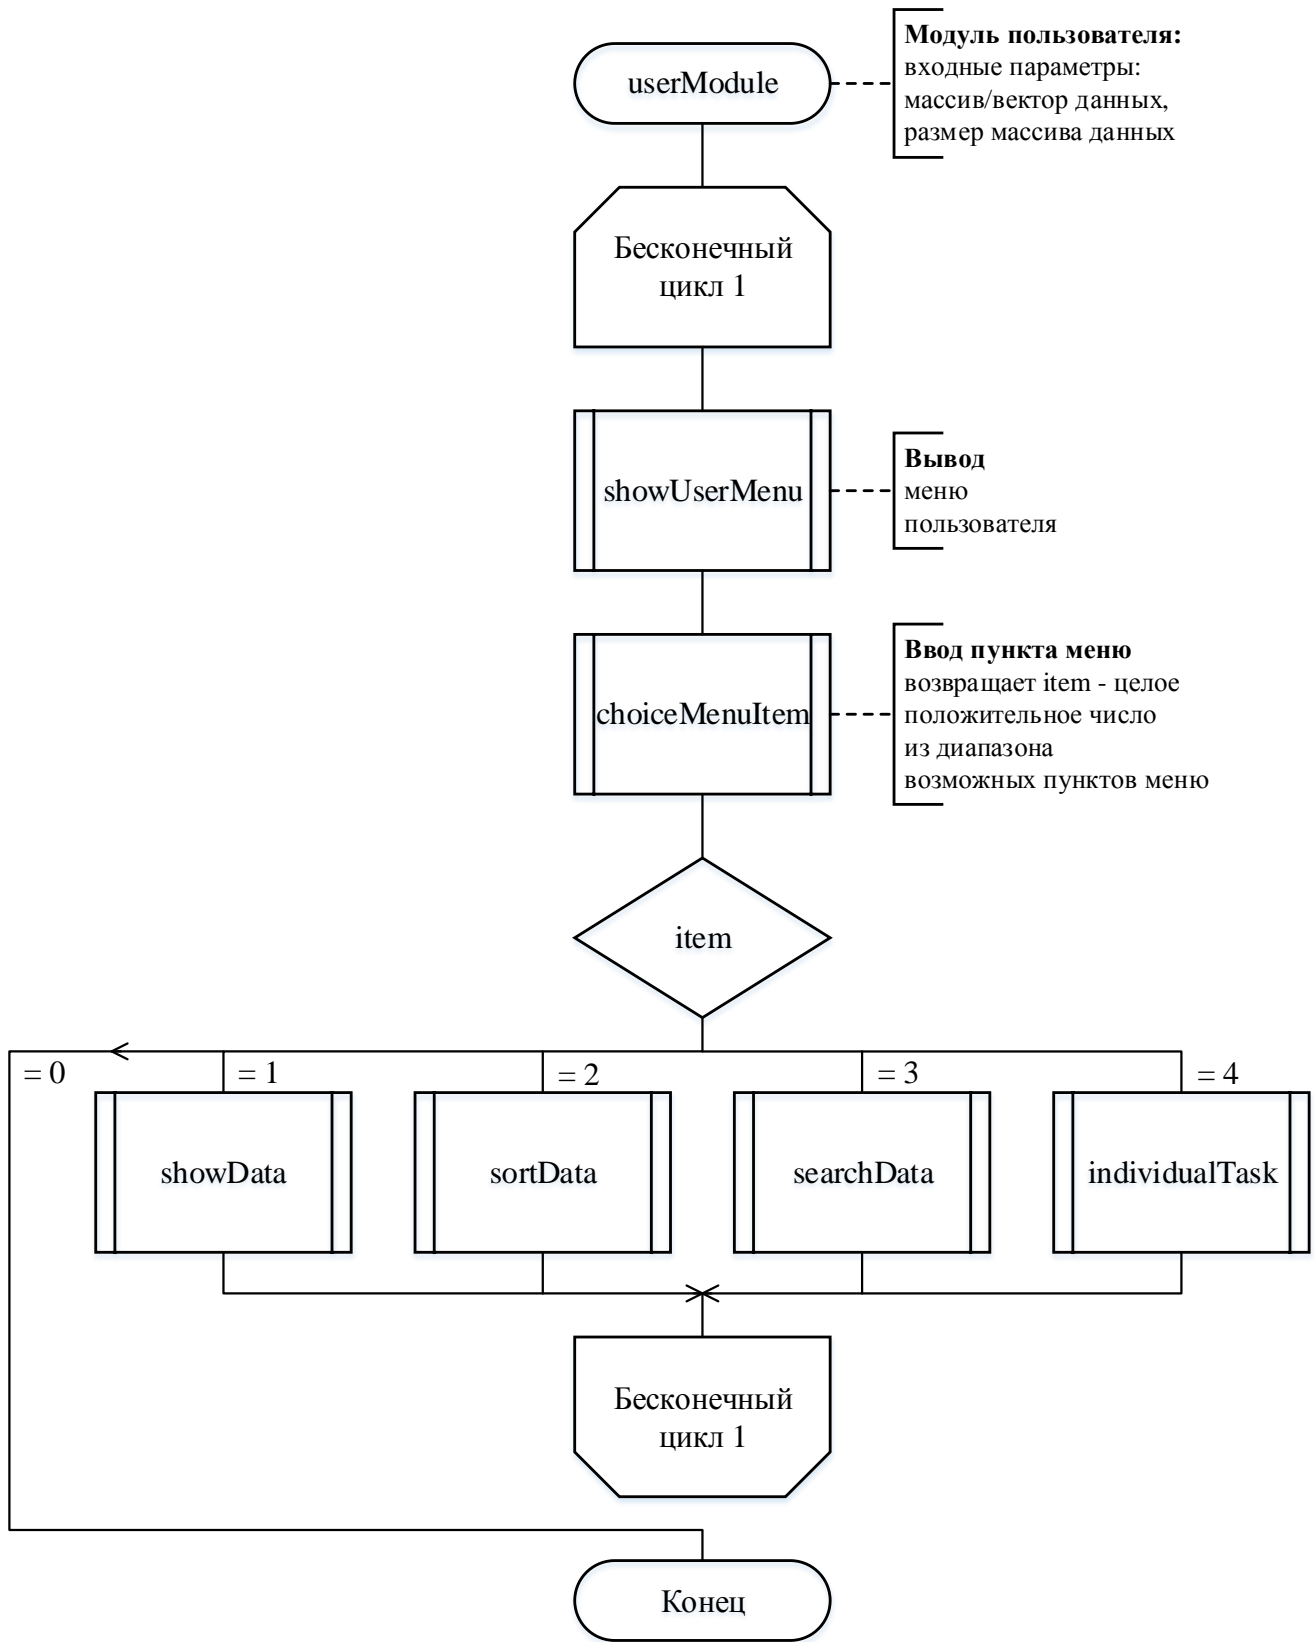 userModule
Модуль пользователя:
входные параметры:
массив/вектор данных,
размер массива данных
Бесконечный
цикл 1
showUserMenu
Вывод
меню
пользователя
choiceMenuItem
Ввод пункта меню
возвращает item - целое
положительное число
из диапазона
возможных пунктов меню
item
= 0
= 1
= 2
= 3
= 4
showData
sortData
searchData
individualTask
Бесконечный
цикл 1
Конец